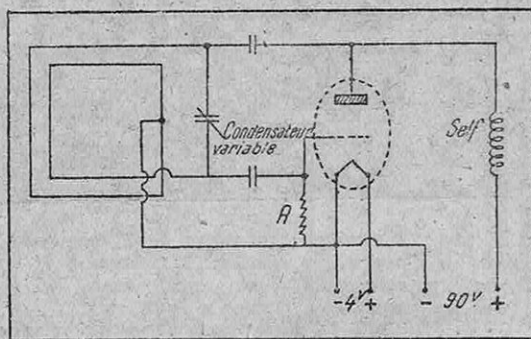 Condensateur
variable
Self
R
- 4v +
- 90v +